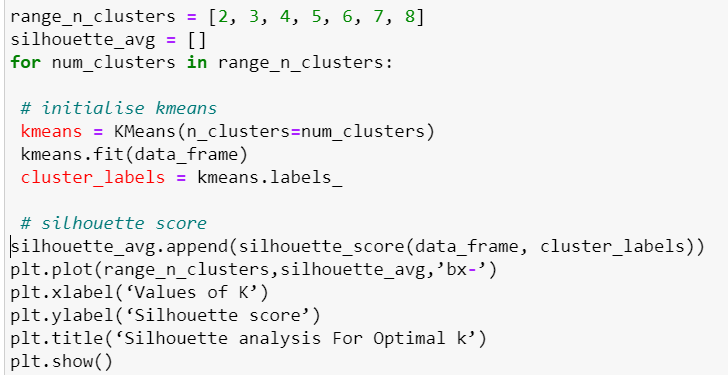 range_n_clusters = [2, 3, 4, 5, 6, 7, 8]
silhouette_avg = []
for num_clusters in range_n_clusters:

 # initialise kmeans
 kmeans = KMeans(n_clusters=num_clusters)
 kmeans.fit(data_frame)
 cluster_labels = kmeans.labels_

 # silhouette score
silhouette_avg.append(silhouette_score(data_frame, cluster_labels))
plt.plot(range_n_clusters,silhouette_avg,’bx-’)
plt.xlabel(‘Values of K’)
plt.ylabel(‘Silhouette score’)
plt.title(‘Silhouette analysis For Optimal k’)
plt.show()